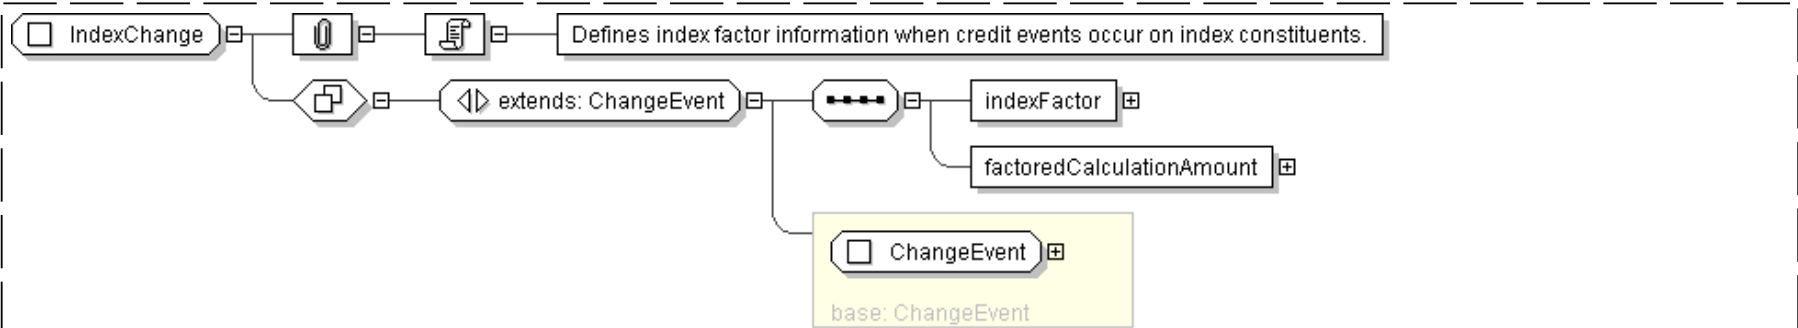 IndexChange
Defines index factor information when credit events occur on index constituents.
extends: ChangeEvent
indexFactor
factoredCalculationAmount
ChangeEvent
base: ChangeEvent